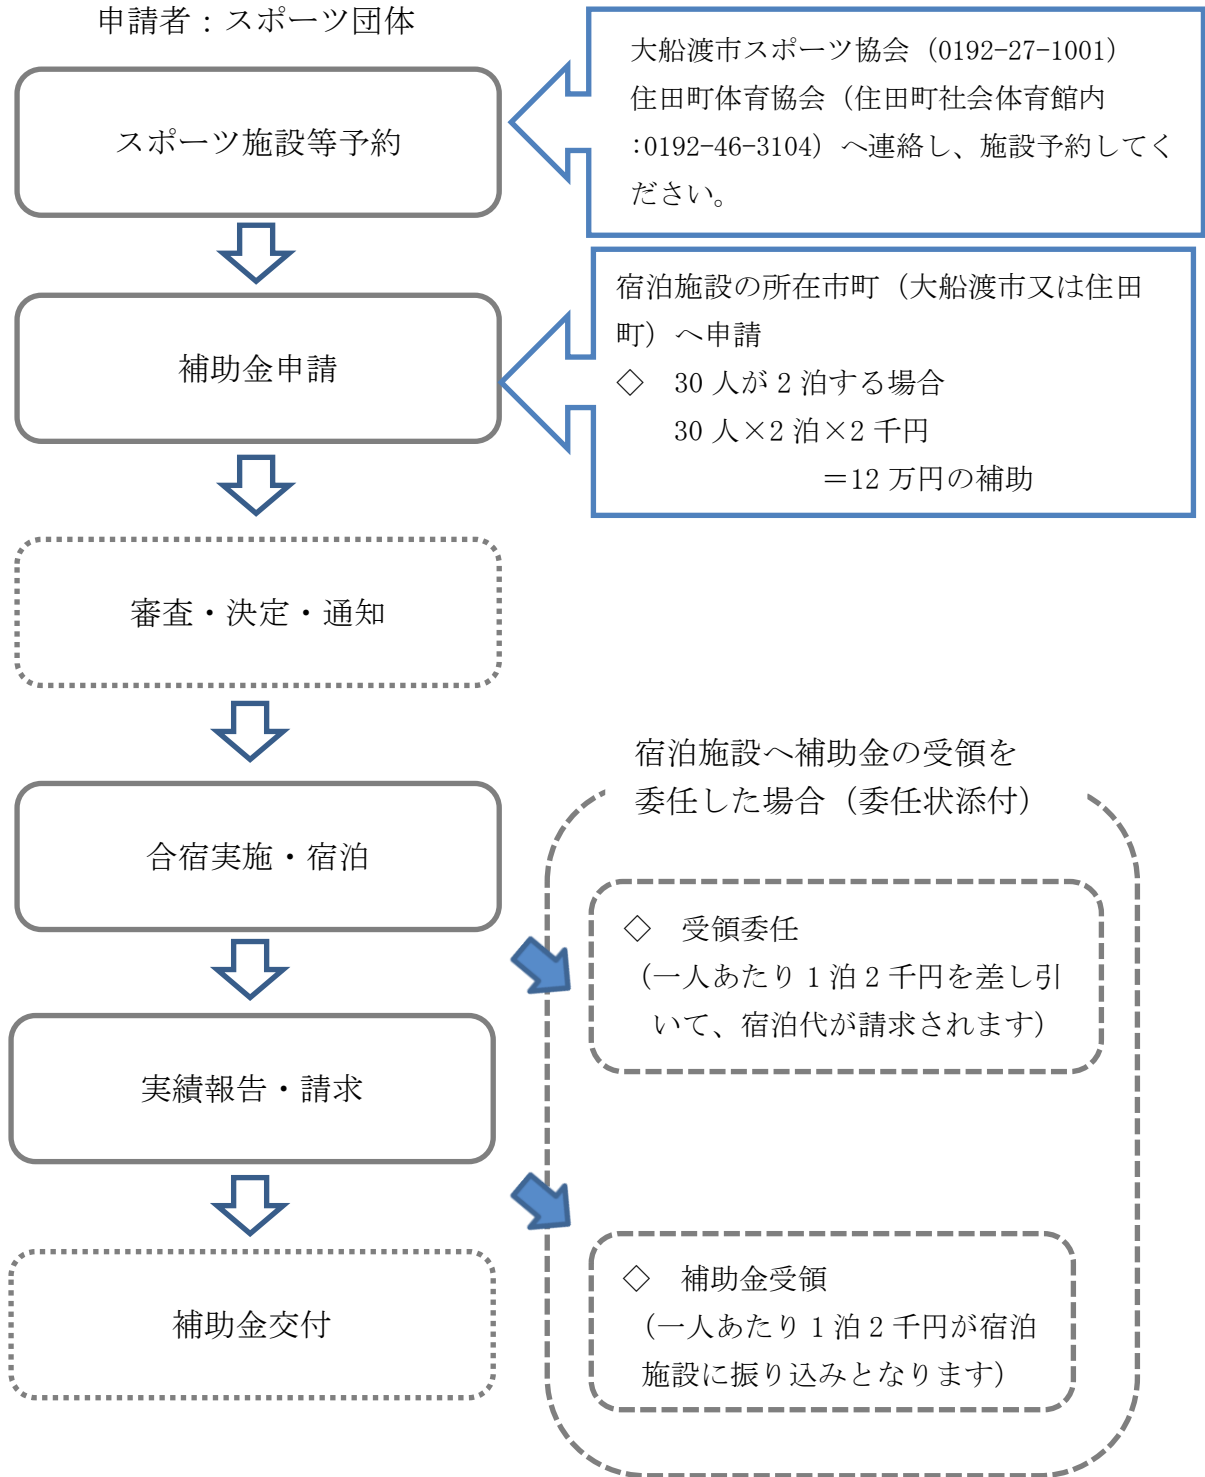 申請者：スポーツ団体
スポーツ施設等予約
大船渡市スポーツ協会（0192-27-1001）
住田町体育協会（住田町社会体育館内
:0192-46-3104）へ連絡し、施設予約してく
ださい。
補助金申請
宿泊施設の所在市町（大船渡市又は住田
町）へ申請
◇　30 人が 2 泊する場合
30 人×2 泊×2 千円
＝12 万円の補助
審査・決定・通知
合宿実施・宿泊
実績報告・請求
補助金交付
宿泊施設へ補助金の受領を
委任した場合（委任状添付）
◇　受領委任
（一人あたり 1 泊 2 千円を差し引
いて、宿泊代が請求されます）
◇　補助金受領
（一人あたり 1 泊 2 千円が宿泊
施設に振り込みとなります）